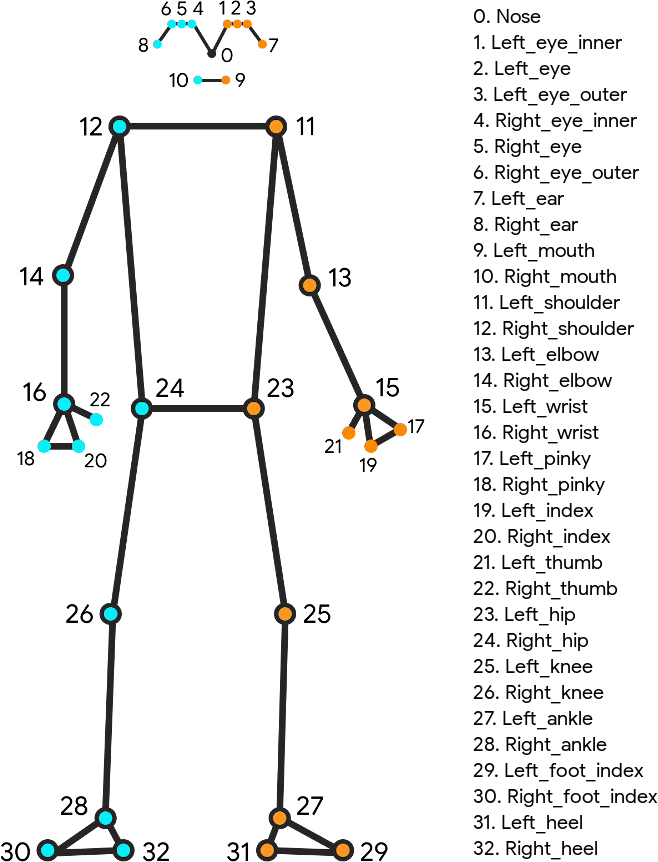 6 5 4 1 2 3
8 0 7
10 9
12 11
14 13
16 22 24 23 15
18 20 21 19 17
26 25
28 27
30 32 31 29
0. Nose
1. Left_eye_inner
2. Left_eye
3. Left_eye_outer
4. Right_eye_inner
5. Right_eye
6. Right_eye_outer
7. Left_ear
8. Right_ear
9. Left_mouth
10. Right_mouth
11. Left_shoulder
12. Right_shoulder
13. Left_elbow
14. Right_elbow
15. Left_wrist
16. Right_wrist
17. Left_pinky
18. Right_pinky
19. Left_index
20. Right_index
21. Left_thumb
22. Right_thumb
23. Left_hip
24. Right_hip
25. Left_knee
26. Right_knee
27. Left_ankle
28. Right_ankle
29. Left_foot_index
30. Right_foot_index
31. Left_heel
32. Right_heel